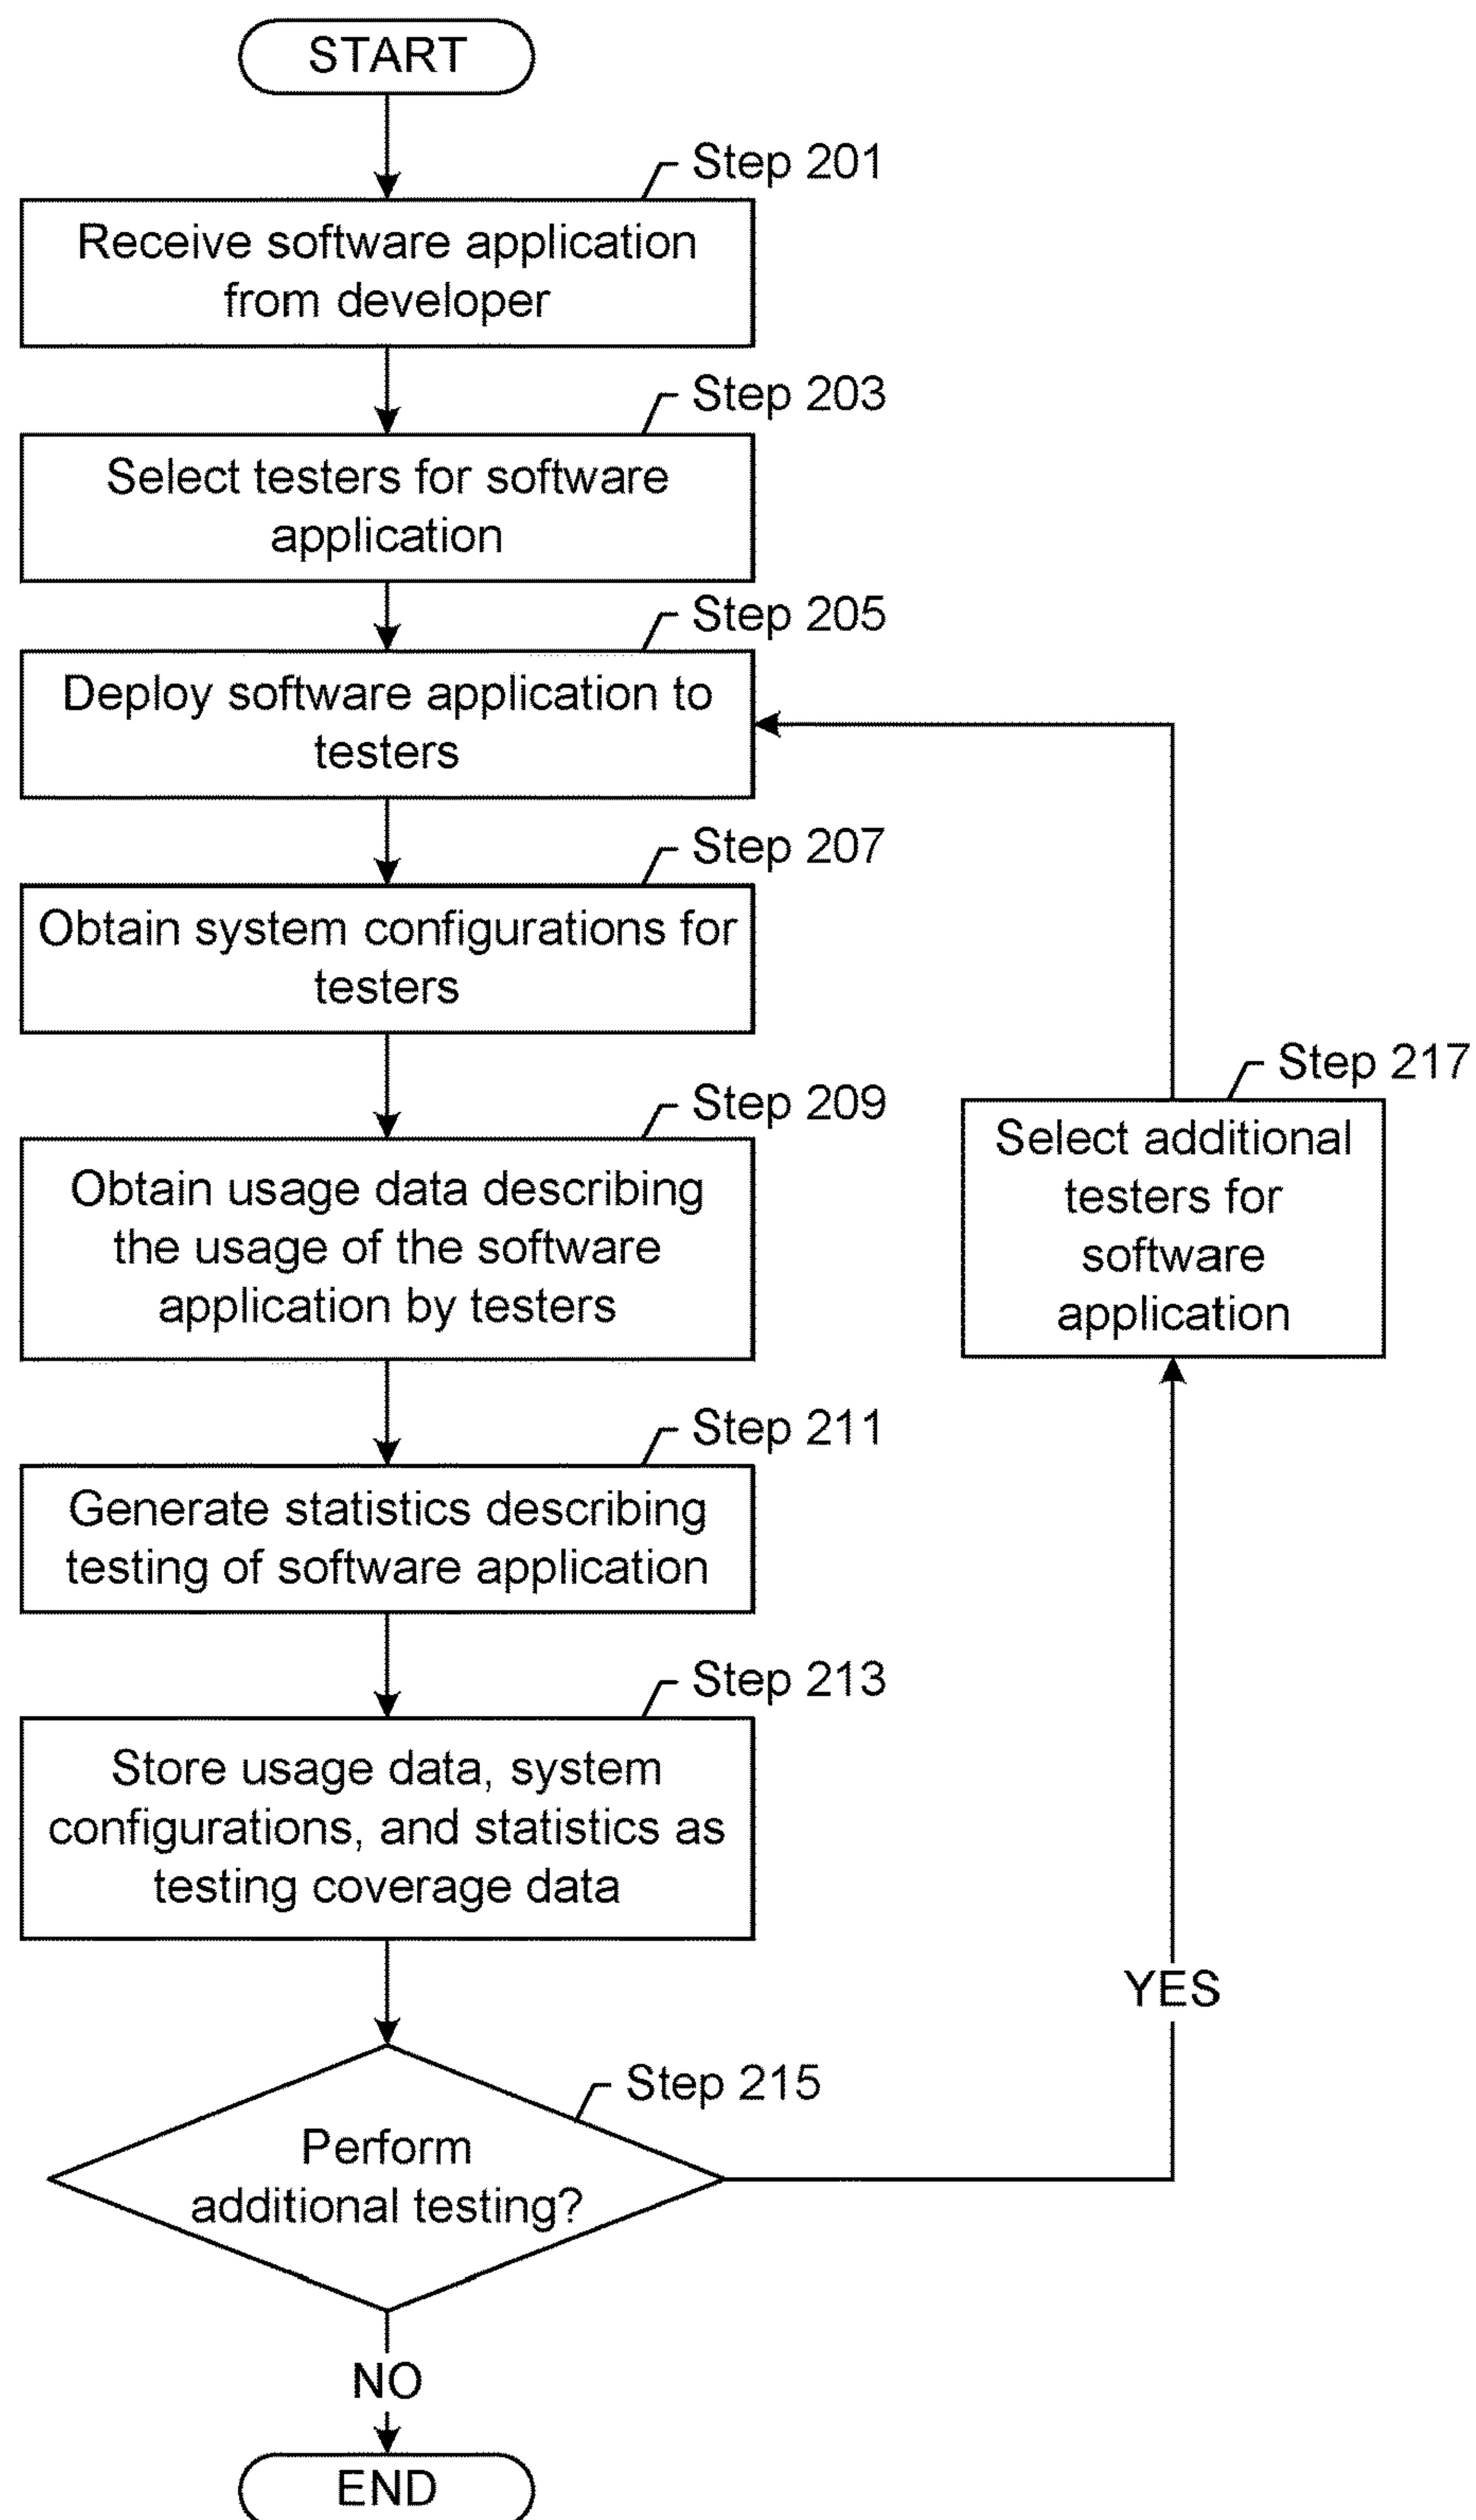 START
Step 201
Receive software application
from developer
Step 203
Select testers for software
application
Step 205
Deploy software application to
testers
Step 207
Obtain system configurations for
testers
Step 209
Obtain usage data describing
the usage of the software
application by testers
Step 217
Select additional
testers for
software
application
Step 211
Generate statistics describing
testing of software application
Step 213
Store usage data, system
configurations, and statistics as
testing coverage data
YES
Step 215
Perform
additional testing?
NO
END